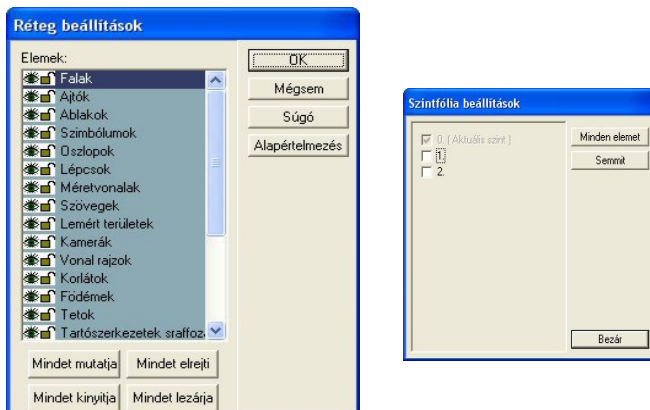 Réteg beállítások
Elemek:
Falak
Ajtók
Ablakok
Szimbólumok
Oszlopok
Lépcsok
Méretvonalak
Szövegek
Lemért területek
Kamerák
Vonal rajzok
Korlátok
Födémek
Tetok
Tartószerkezetek sraffoz
OK
Mégsem
Súgó
Alapértelmezés
Mindet mutatja
Mindet elrejti
Mindet kinyitja
Mindet lezárja
Szintfólia beállítások
0. ( Aktuális szint )
1.
2.
Minden elemet
Semmit
Bezár